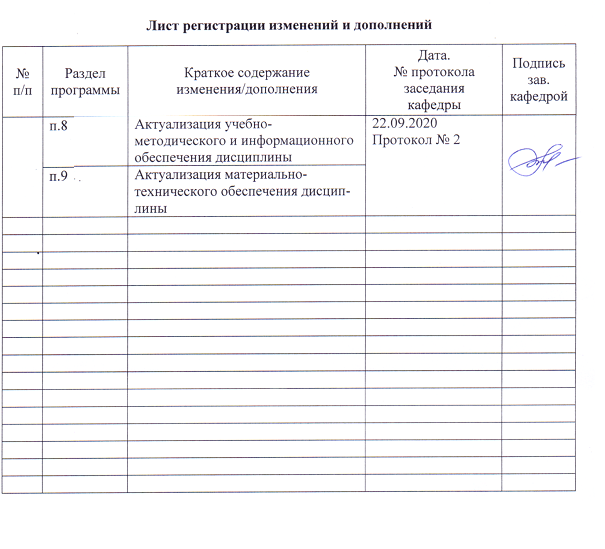 Лист регистрации изменений и дополнений
№
п/п
Раздел
программы
Краткое содержание
изменения/дополнения
Дата.
№ протокола
заседания
кафедры
Подпись
зав.
кафедрой
п.8
Актуализация учебно-
методического и информационного
обеспечения дисциплины
22.09.2020
Протокол № 2
п.9
Актуализация материально-
технического обеспечения дисцип-
лины